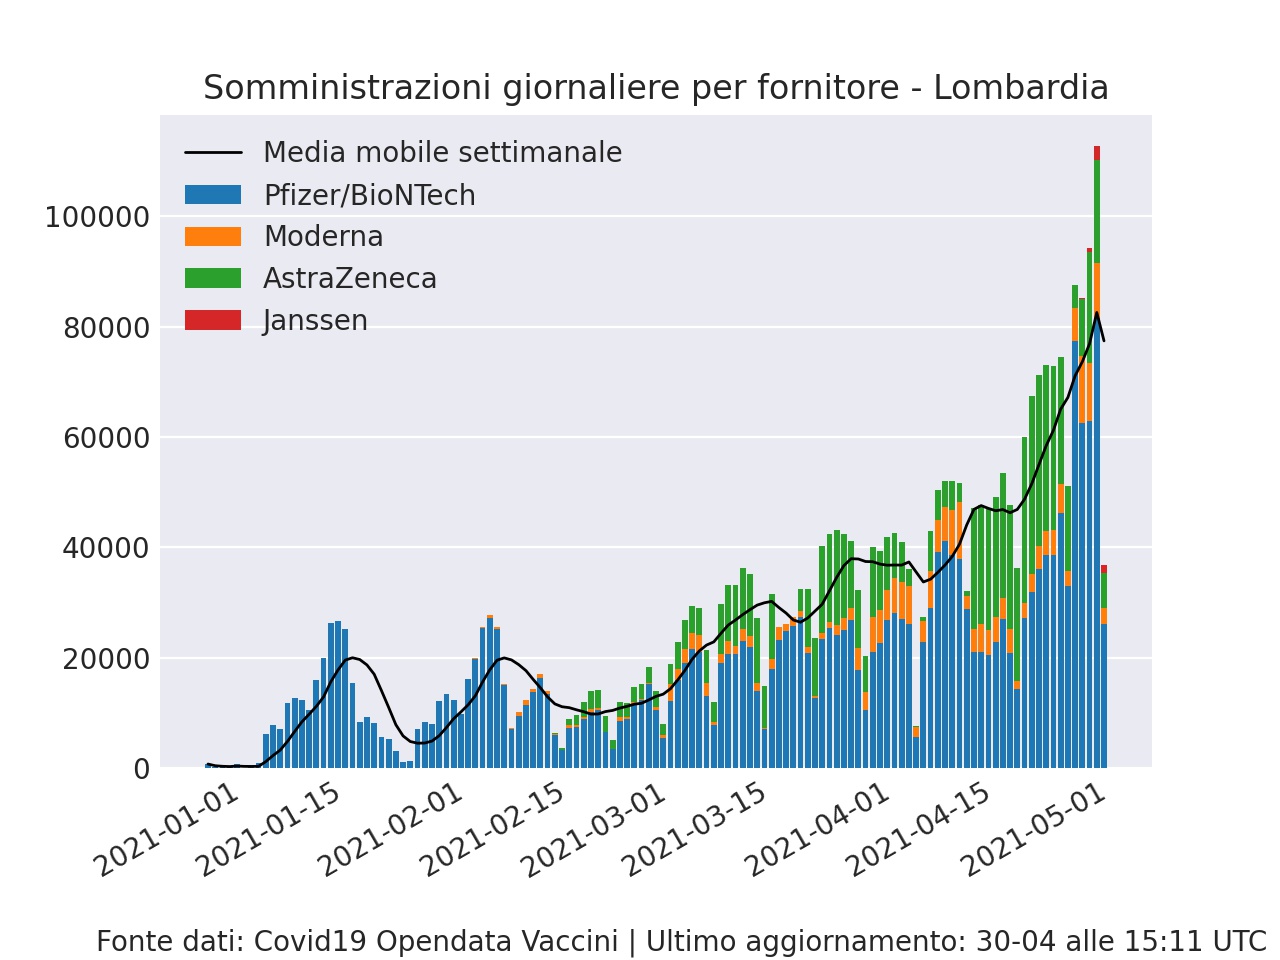 Somministrazioni giornaliere per fornitore - Lombardia
Media mobile settimanale
Pfizer/BioNTech
Moderna
AstraZeneca
Janssen
100000
80000
60000
40000
20000
0
2021-01-01
2021-01-15
2021-02-01
2021-02-15
2021-03-01
2021-03-15
2021-04-01
2021-04-15
2021-05-01
Fonte dati: Covid19 Opendata Vaccini | Ultimo aggiornamento: 30-04 alle 15:11 UTC